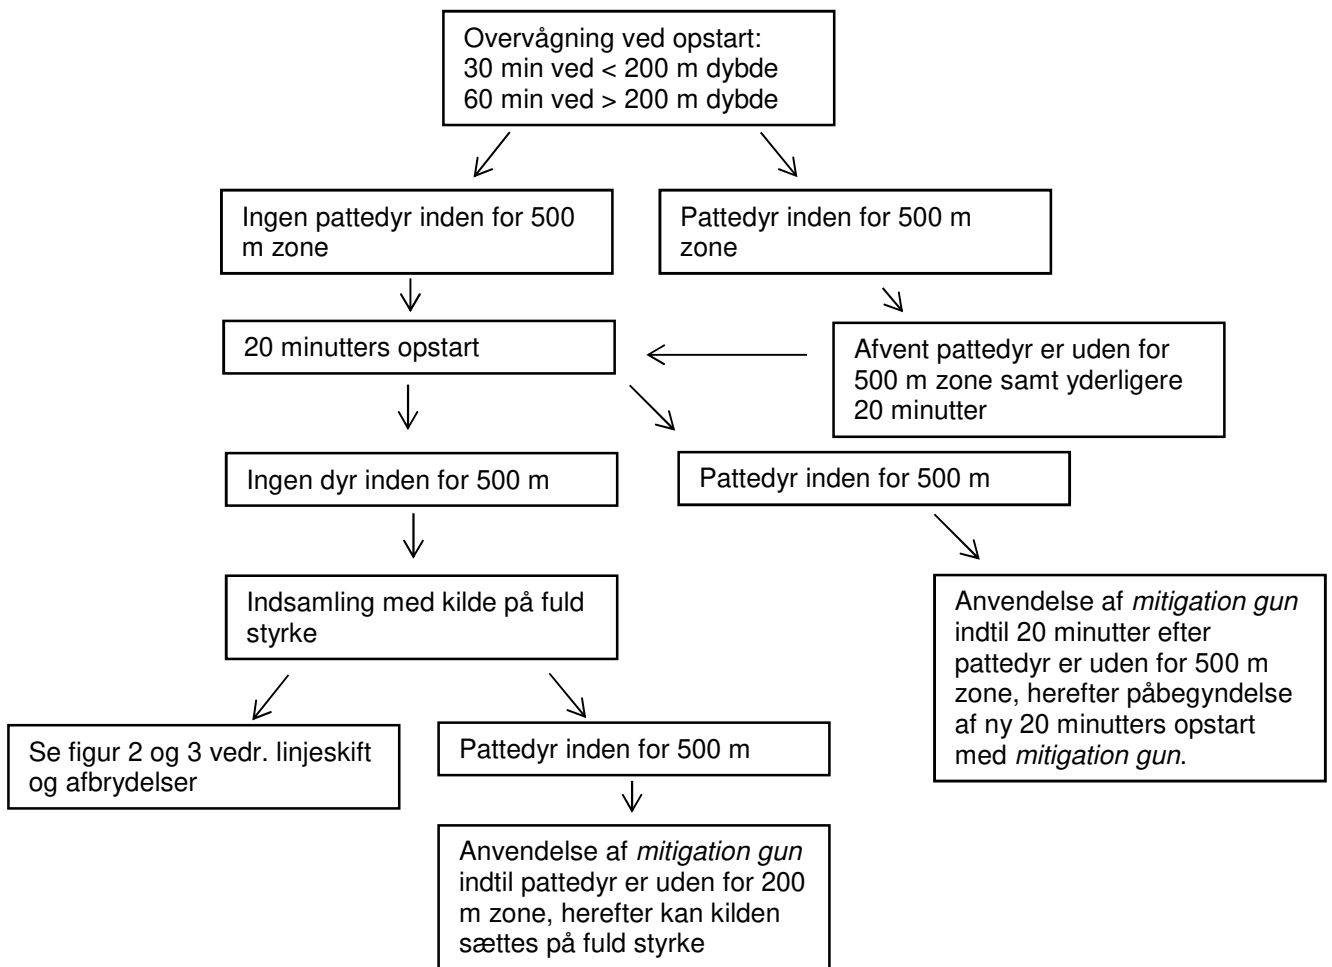 Overvågning ved opstart:
30 min ved < 200 m dybde
60 min ved > 200 m dybde
Ingen pattedyr inden for 500
m zone
Pattedyr inden for 500 m
zone
20 minutters opstart
Afvent pattedyr er uden for
500 m zone samt yderligere
20 minutter
Ingen dyr inden for 500 m
Pattedyr inden for 500 m
Indsamling med kilde på fuld
styrke
Anvendelse af mitigation gun
indtil 20 minutter efter
pattedyr er uden for 500 m
zone, herefter påbegyndelse
af ny 20 minutters opstart
med mitigation gun.
Se figur 2 og 3 vedr. linjeskift
og afbrydelser
Pattedyr inden for 500 m
Anvendelse af mitigation gun
indtil pattedyr er uden for 200
m zone, herefter kan kilden
sættes på fuld styrke